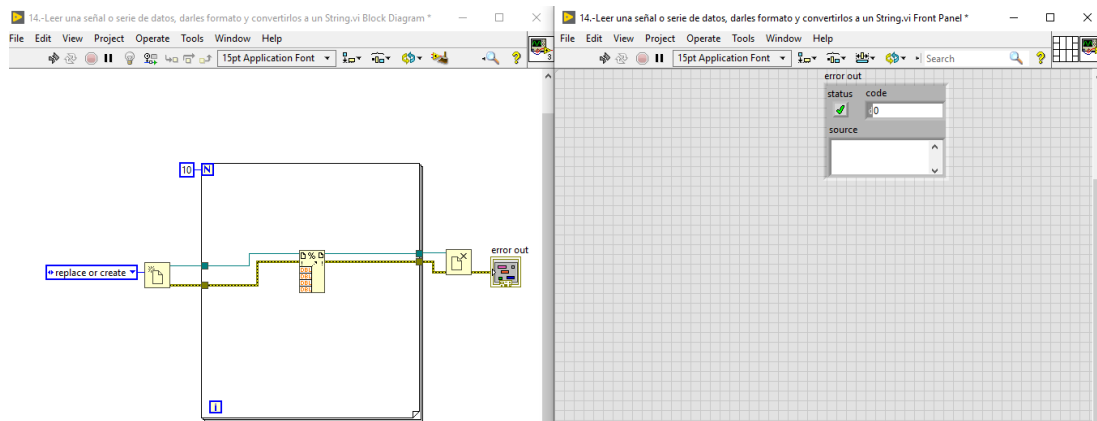 14.-Leer una señal o serie de datos, darles formato y convertirlos a un String.vi Block Diagram *
File Edit View Project Operate Tools Window Help
15pt Application Font
3
10 N
replace or create
%
error out
i
14.-Leer una señal o serie de datos, darles formato y convertirlos a un String.vi Front Panel *
File Edit View Project Operate Tools Window Help
15pt Application Font
Search
error out
status code
0
source